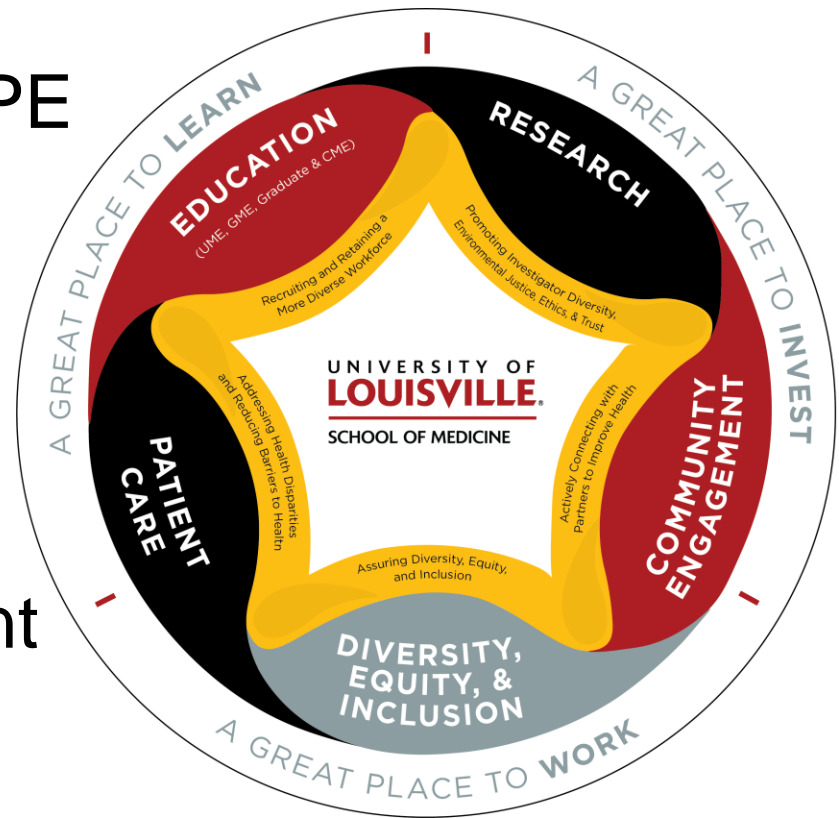 PE
nt
A GREAT PLACE TO LEARN
A GREAT PLACE TO INVEST
A GREAT PLACE TO WORK
EDUCATION
(UME, GME, Graduate & CME)
Recruiting and Retaining a
More Diverse Workforce
RESEARCH
Promoting Investigator Diversity,
Environmental Justice, Ethics, & Trust
COMMUNITY
ENGAGEMENT
Actively Connecting with
Partners to Improve Health
DIVERSITY,
EQUITY, &
INCLUSION
Assuring Diversity, Equity,
and Inclusion
PATIENT
CARE
Addressing Health Disparities
and Reducing Barriers to Health
UNIVERSITY OF
LOUISVILLE®
SCHOOL OF MEDICINE